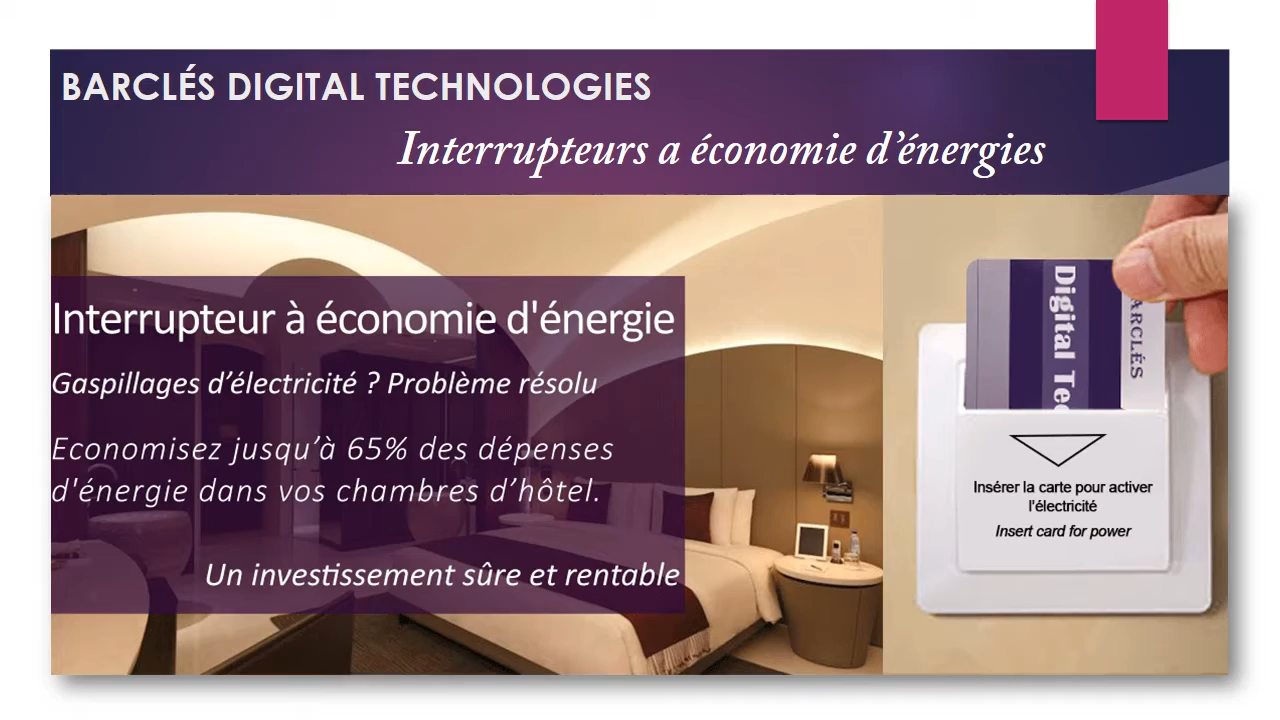 BARCLÉS DIGITAL TECHNOLOGIES
Interrupteurs a économie d’énergies
Interrupteur à économie d'énergie
Gaspillages d’électricité ? Problème résolu
Economisez jusqu’à 65% des dépenses
d'énergie dans vos chambres d’hôtel.
Un investissement sûre et rentable
Digital Tec
ARCLÉS
Insérer la carte pour activer
l'électricité
Insert card for power